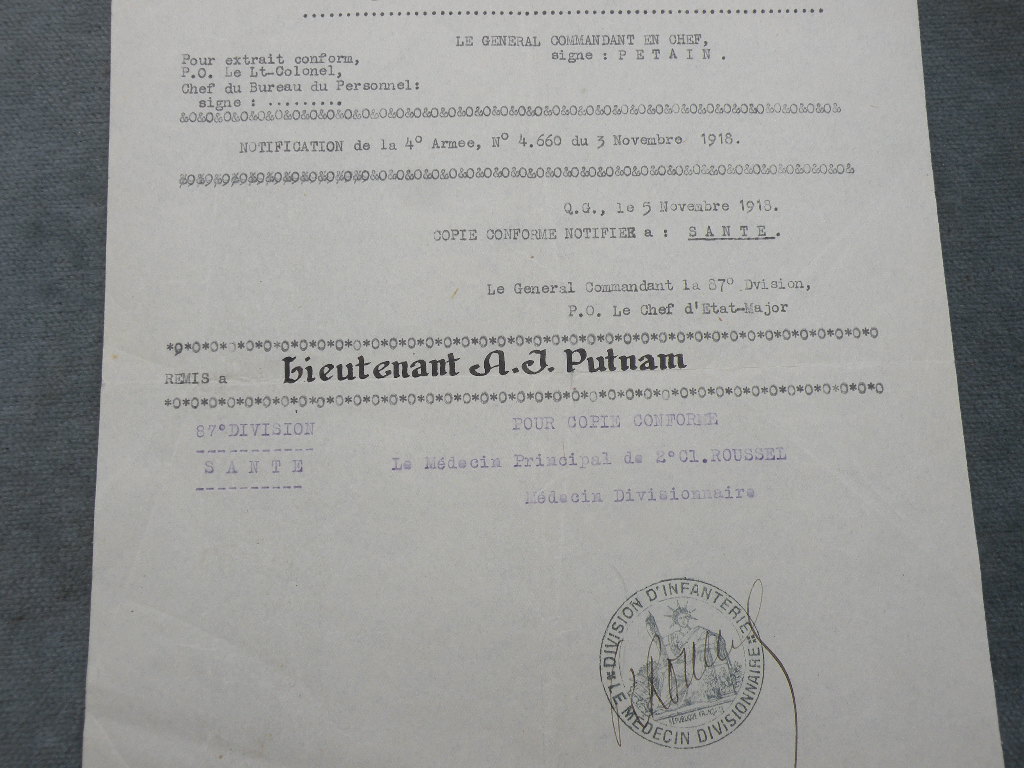 LE GENERAL COMMANDANT EN CHEF,
signe : P E T A I N .
Pour extrait conform,
P.O. Le Lt-Colonel,
Chef du Bureau du Personnel:
signe : .........
&O&O&O&O&O&O&O&O&O&O&O&O&O&O&O&O&O&O&O&O&O&O&O&O&O&O&O&O&O&O&O&O&O&O&O&O&O&O&
NOTIFICATION de la 4° Armee, N° 4.660 du 3 Novembre 1918.
&O&O&O&O&O&O&O&O&O&O&O&O&O&O&O&O&O&O&O&O&O&O&O&O&O&O&O&O&O&O&O&O&O&O&O&O&O&O&O&
Q.G., le 5 Novembre 1918.
COPIE CONFORME NOTIFIER a : S A N T E .
Le General Commandant la 87° Dvision,
P.O. Le Chef d'Etat-Major
*O*O*O*O*O*O*O*O*O*O*O*O*O*O*O*O*O*O*O*O*O*O*O*O*O*O*O*O*O*O*O*O*O*O*O*O*O*O*O*O
REMIS a Lieutenant A.J. Putnam
*O*O*O*O*O*O*O*O*O*O*O*O*O*O*O*O*O*O*O*O*O*O*O*O*O*O*O*O*O*O*O*O*O*O*O*O*O*O*O*O
87°DIVISION
S A N T E
POUR COPIE CONFORME
Le Médecin Principal de 2°Cl.ROUSSEL
Médecin Divisionnaire
DIVISION D'INFANTERIE
LE MÉDECIN DIVISIONNAIRE
Roussel